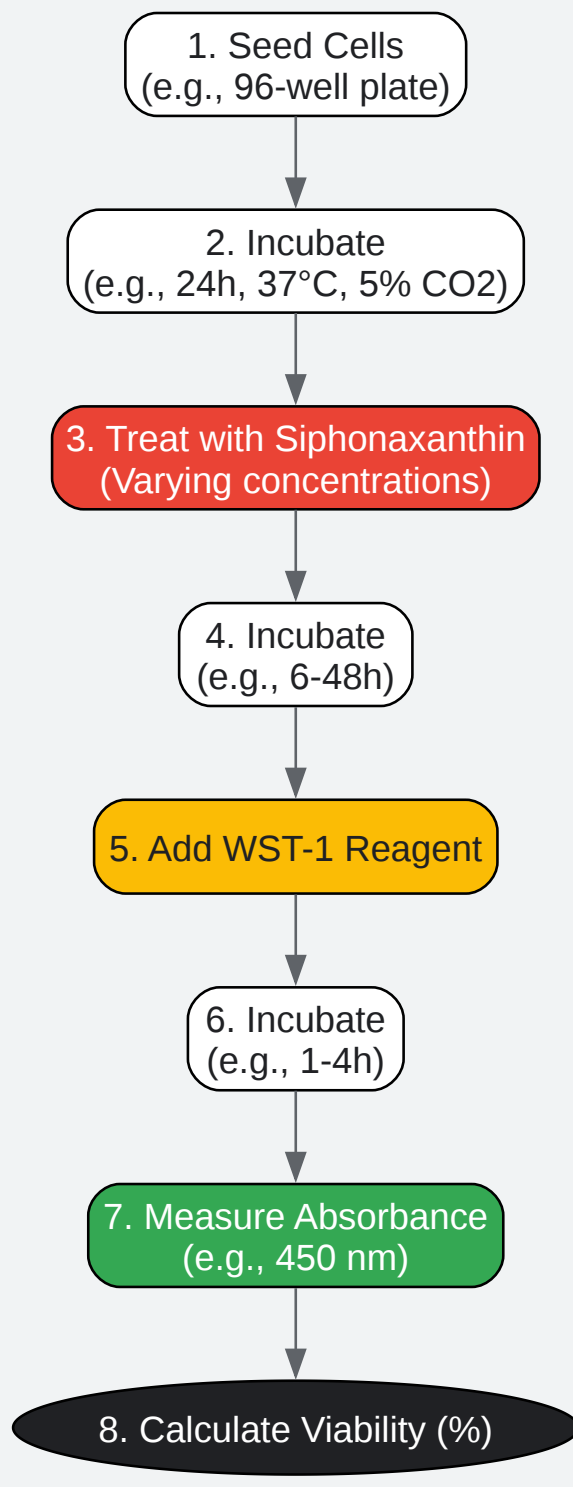 1. Seed Cells
(e.g., 96-well plate)
2. Incubate
(e.g., 24h, 37°C, 5% CO2)
3. Treat with Siphonaxanthin
(Varying concentrations)
4. Incubate
(e.g., 6-48h)
5. Add WST-1 Reagent
6. Incubate
(e.g., 1-4h)
7. Measure Absorbance
(e.g., 450 nm)
8. Calculate Viability (%)